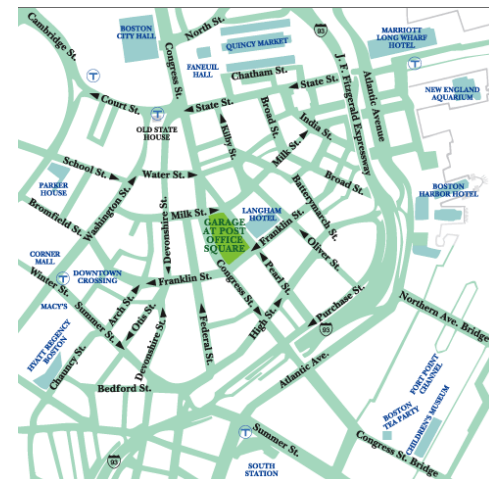 Cambridge St.
BOSTON
CITY HALL
North St.
93
MARRIOTT
LONG WHARF
HOTEL
QUINCY MARKET
Congress St.
FANEUIL
HALL
T
Chatham St.
T
J. F. Fitzgerald Expressway
Atlantic Avenue
NEW ENGLAND
AQUARIUM
Court St.
State St.
State St.
T
OLD STATE
HOUSE
Kilby St.
Broad St.
India St.
Milk St.
School St.
Water St.
PARKER
HOUSE
Washington St.
Devonshire St.
Batterymarch St.
Broad St.
BOSTON
HARBOR HOTEL
Bromfield St.
Milk St.
LANGHAM
HOTEL
GARAGE
AT POST
OFFICE
SQUARE
Franklin St.
Oliver St.
CORNER
MALL
Winter St.
T
DOWNTOWN
CROSSING
Franklin St.
Congress St.
Pearl St.
MACY'S
Summer St.
Arch St.
Otis St.
Devonshire St.
Federal St.
High St.
Purchase St.
93
Northern Ave. Bridge
HYATT REGENCY
BOSTON
Chauncy St.
Bedford St.
Atlantic Ave.
FORT POINT
CHANNEL
BOSTON
TEA PARTY
CHILDREN'S MUSEUM
T
Summer St.
Congress St. Bridge
93
SOUTH
STATION